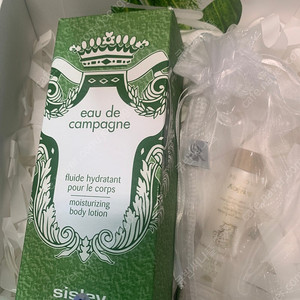 eau de
campagne
fluide hydratant
pour le corps
moisturizing
body lotion
sisley